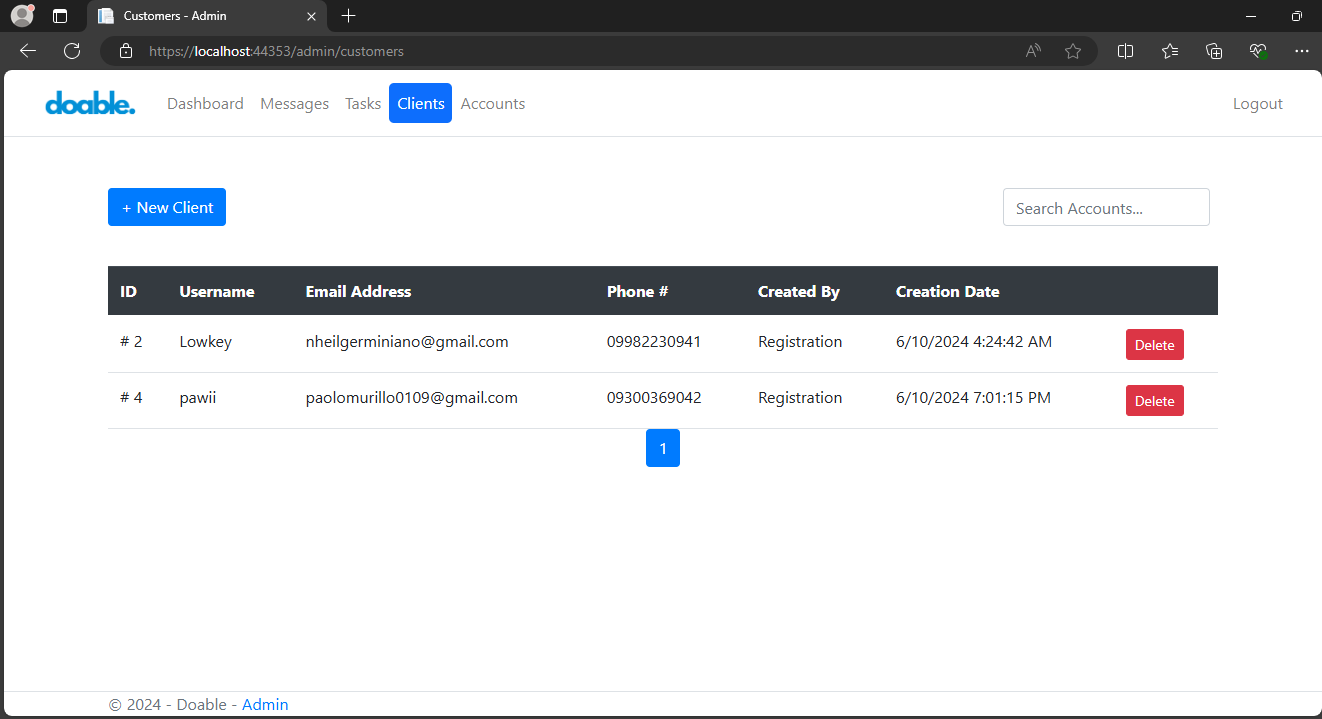 Customers - Admin
https://localhost:44353/admin/customers
doable. Dashboard Messages Tasks Clients Accounts Logout
+ New Client Search Accounts...
ID Username Email Address Phone # Created By Creation Date
# 2 Lowkey nheilgerminiano@gmail.com 09982230941 Registration 6/10/2024 4:24:42 AM Delete
# 4 pawii paolomurillo0109@gmail.com 09300369042 Registration 6/10/2024 7:01:15 PM Delete
1
© 2024 - Doable - Admin